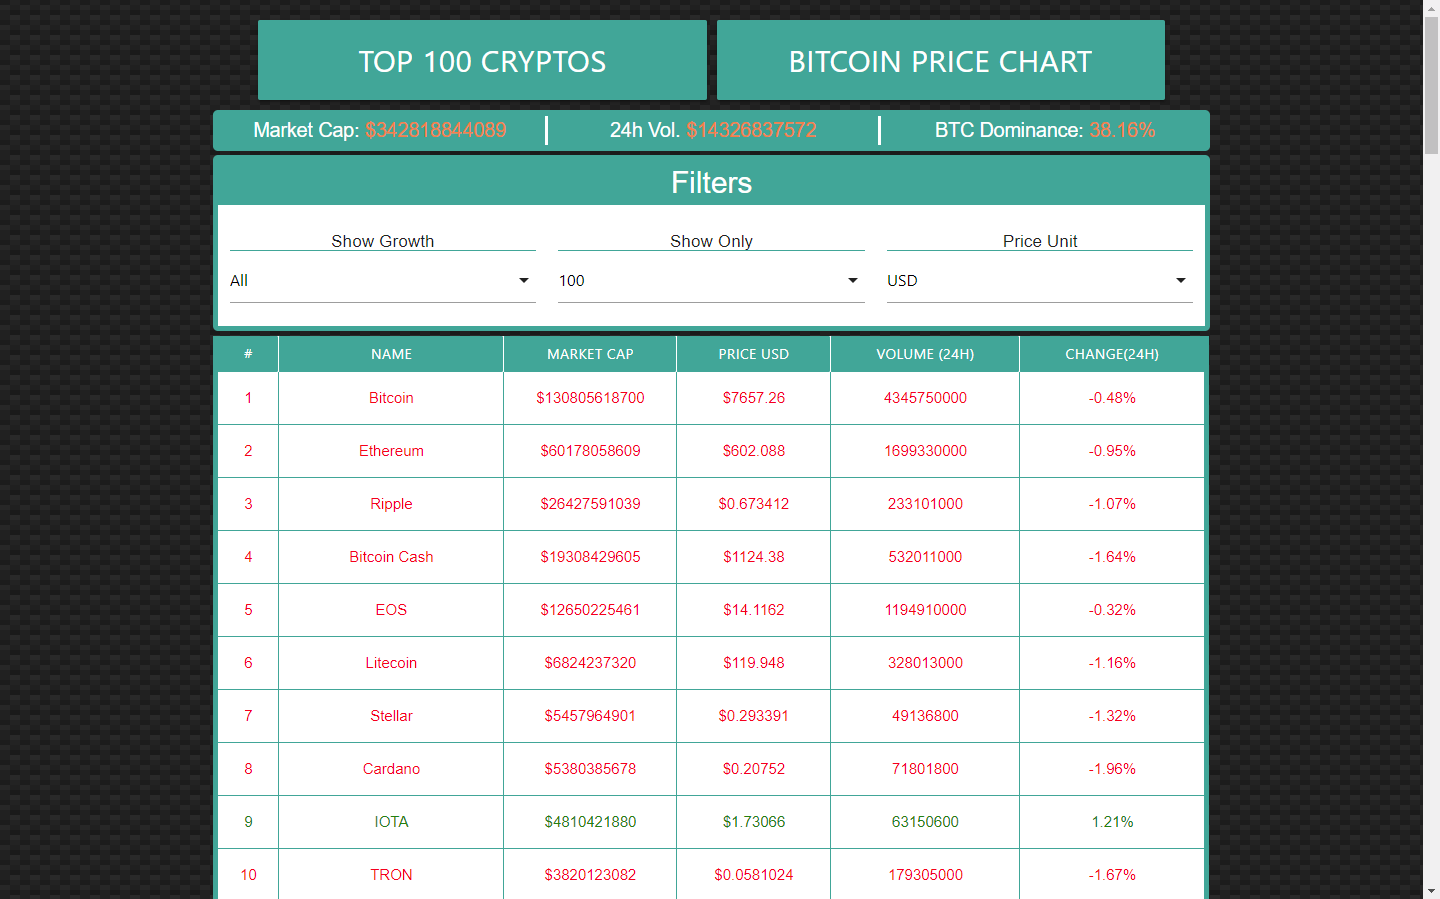 TOP 100 CRYPTOS BITCOIN PRICE CHART
Market Cap: $342818844089 24h Vol. $14326837572 BTC Dominance: 38.16%
Filters
Show Growth Show Only Price Unit
All 100 USD
# NAME MARKET CAP PRICE USD VOLUME (24H) CHANGE(24H)
1 Bitcoin $130805618700 $7657.26 4345750000 -0.48%
2 Ethereum $60178058609 $602.088 1699330000 -0.95%
3 Ripple $26427591039 $0.673412 233101000 -1.07%
4 Bitcoin Cash $19308429605 $1124.38 532011000 -1.64%
5 EOS $12650225461 $14.1162 1194910000 -0.32%
6 Litecoin $6824237320 $119.948 328013000 -1.16%
7 Stellar $5457964901 $0.293391 49136800 -1.32%
8 Cardano $5380385678 $0.20752 71801800 -1.96%
9 IOTA $4810421880 $1.73066 63150600 1.21%
10 TRON $3820123082 $0.0581024 179305000 -1.67%